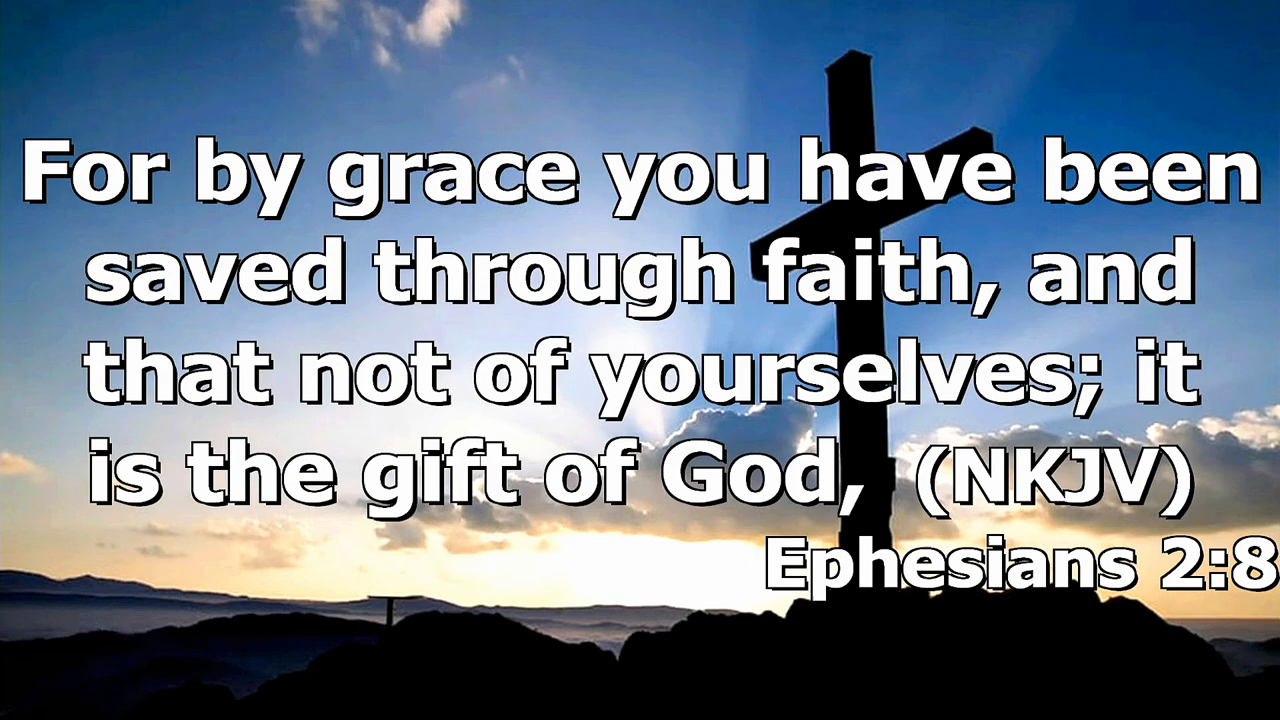 For by grace you have been
saved through faith, and
that not of yourselves; it
is the gift of God, (NKJV)
Ephesians 2:8